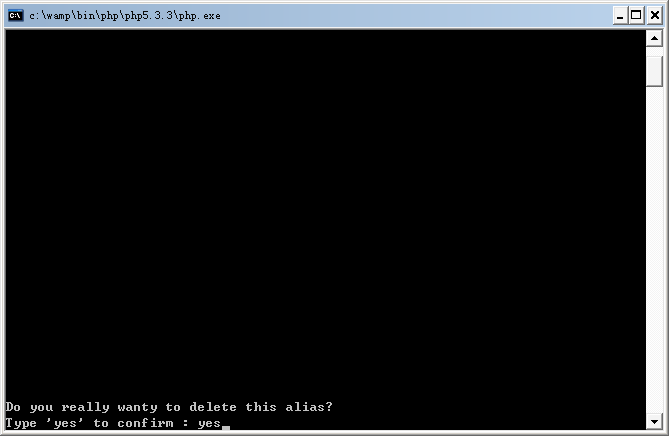 c:\wamp\bin\php\php5.3.3\php.exe
Do you really wanty to delete this alias?
Type 'yes' to confirm : yes